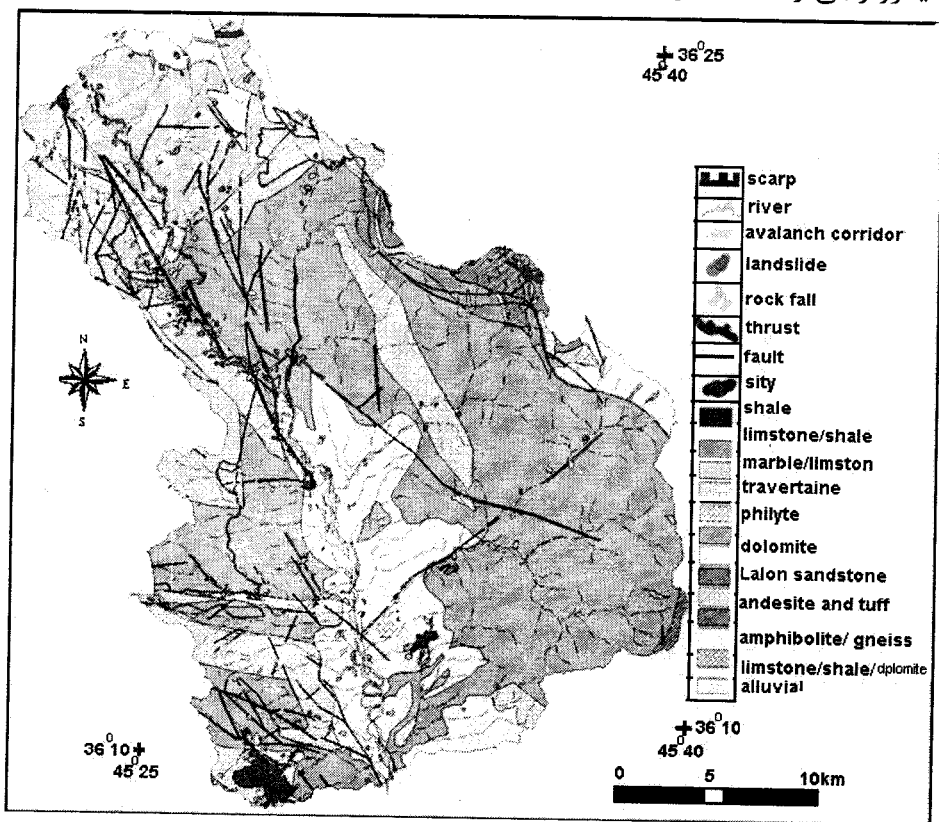 36° 25
45° 40
scarp
river
avalanch corridor
landslide
rock fall
thrust
fault
sity
shale
limstone/shale
marble/limston
travertaine
philyte
dolomite
Lalon sandstone
andesite and tuff
amphibolite/ gneiss
limstone/shale/dplomite
alluvial
N
E
S
36° 10
45° 25
36° 10
45° 40
0 5 10km